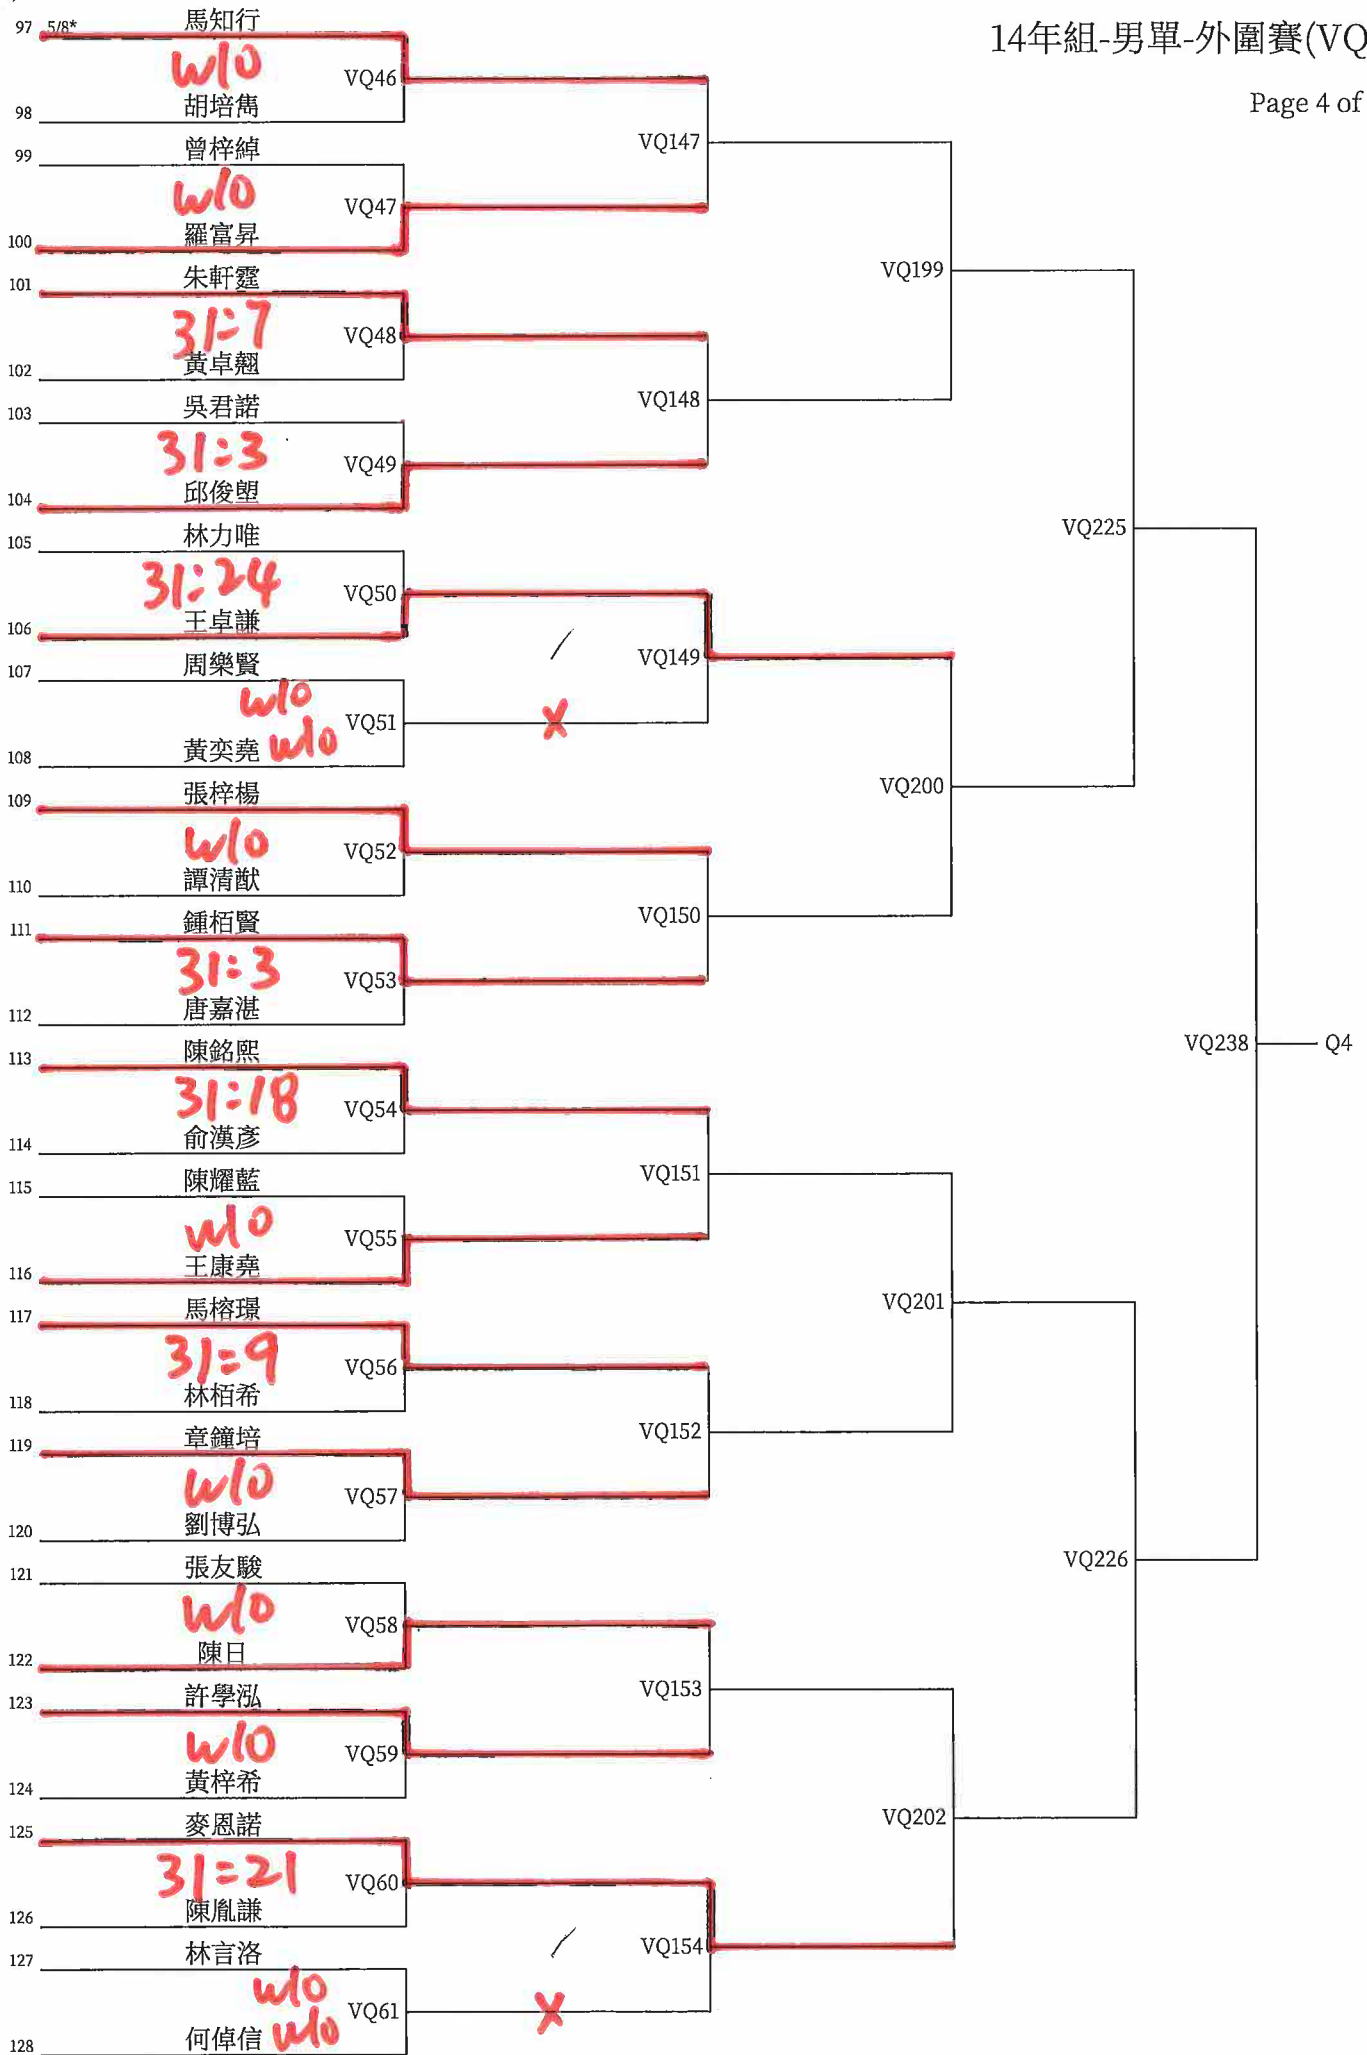 14年組-男單-外圍賽(VQ
Page 4 of
97 5/8* 馬知行
w/o VQ46
98 胡培雋
VQ147
99 曾梓綽
w/o VQ47
100 羅富昇
VQ199
101 朱軒霆
31:7 VQ48
102 黃卓翹
VQ148
103 吳君諾
31:3 VQ49
104 邱俊塱
VQ225
105 林力唯
31:24 VQ50
106 王卓謙
VQ149
107 周樂賢
w/o VQ51 X
108 黃奕堯 w/o
VQ200
109 張梓楊
w/o VQ52
110 譚清猷
VQ150
111 鍾栢賢
31:3 VQ53
112 唐嘉湛
VQ238 Q4
113 陳銘熙
31:18 VQ54
114 俞漢彥
VQ151
115 陳耀藍
w/o VQ55
116 王康堯
VQ201
117 馬榕璟
31=9 VQ56
118 林栢希
VQ152
119 章鐘培
w/o VQ57
120 劉博弘
VQ226
121 張友駿
w/o VQ58
122 陳日
VQ153
123 許學泓
w/o VQ59
124 黃梓希
VQ202
125 麥恩諾
31=21 VQ60
126 陳胤謙
VQ154
127 林言洛
w/o VQ61 X
128 何倬信 w/o